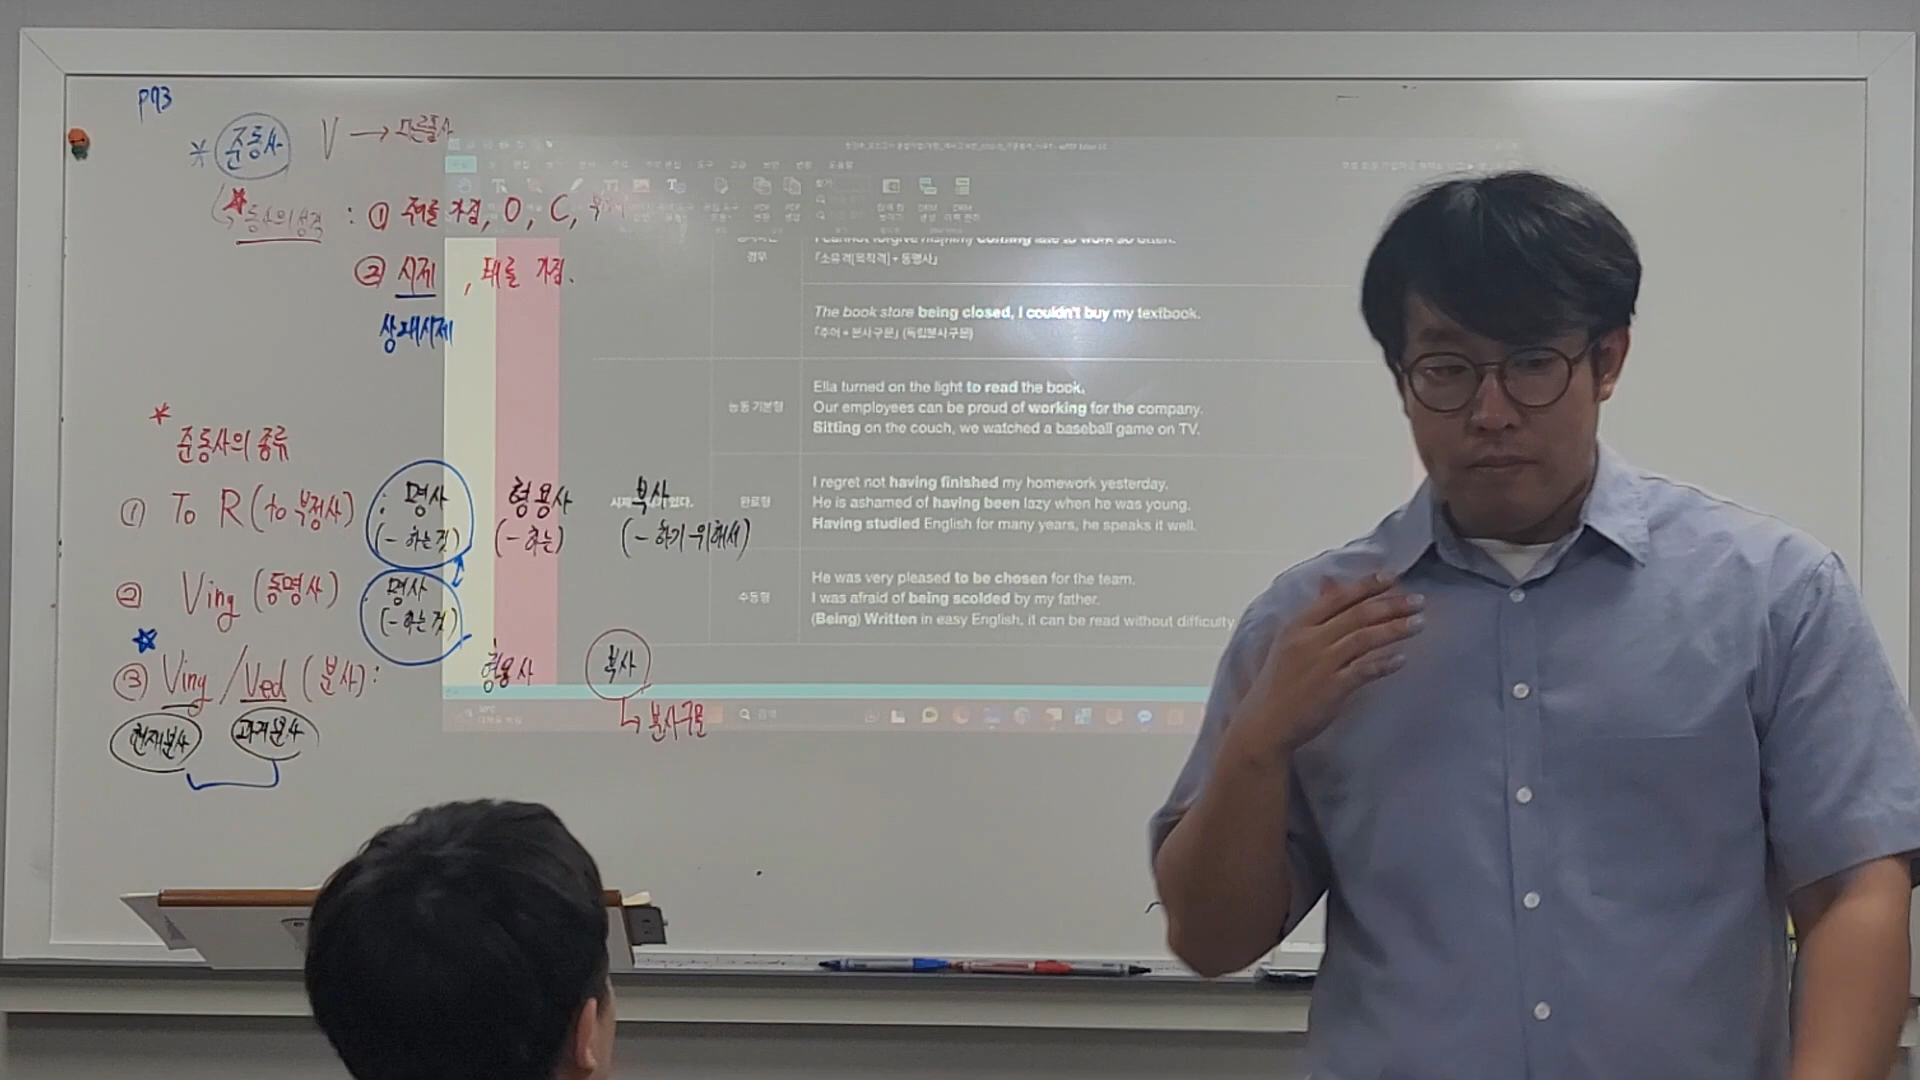 P73
* 준동사 V → 다른품사
동사의 성격 : ① 주어를 가짐, O, C,
② 시제, 태를 가짐.
상대시제
* 준동사의 종류
① To R (to 부정사) : 명사 형용사 부사
(-하는것) (-하는) (-하기 위해서)
② Ving (동명사) 명사
(-하는것)
③ Ving / Ved (분사) : 형용사 부사
현재분사 과거분사 ↳ 분사구문
경우
「소유격[목적격] + 동명사」
The book store being closed, I couldn't buy my textbook.
「주어 + 분사구문」 (독립분사구문)
능동 기본형
Ella turned on the light to read the book.
Our employees can be proud of working for the company.
Sitting on the couch, we watched a baseball game on TV.
완료형
I regret not having finished my homework yesterday.
He is ashamed of having been lazy when he was young.
Having studied English for many years, he speaks it well.
수동형
He was very pleased to be chosen for the team.
I was afraid of being scolded by my father.
(Being) Written in easy English, it can be read without difficulty